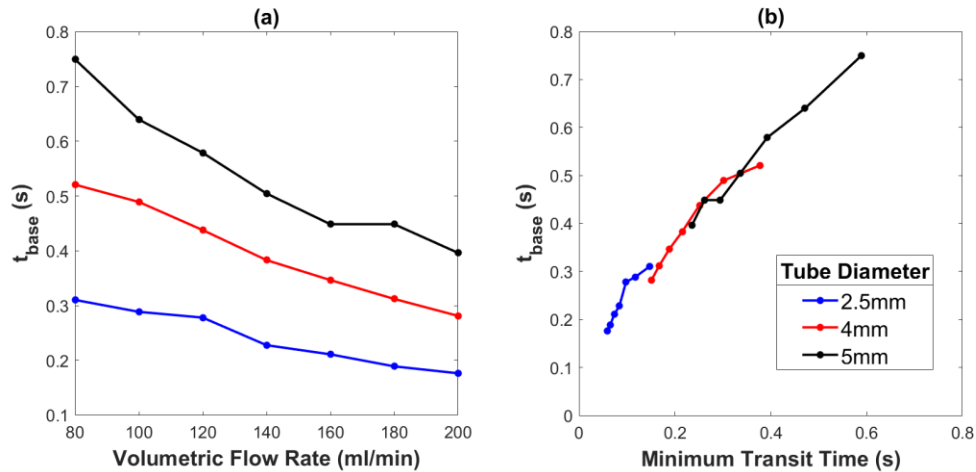 (a)
0.8
0.7
0.6
0.5
0.4
0.3
0.2
0.1
t_base (s)
80 100 120 140 160 180 200
Volumetric Flow Rate (ml/min)
(b)
0.8
0.7
0.6
0.5
0.4
0.3
0.2
0.1
0
t_base (s)
0 0.2 0.4 0.6 0.8
Minimum Transit Time (s)
Tube Diameter
2.5mm
4mm
5mm